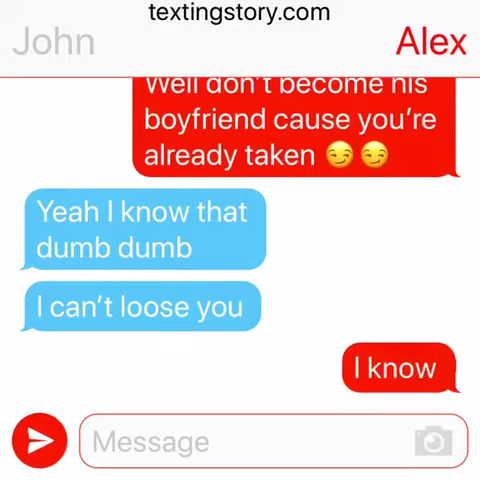 textingstory.com
John Alex
Well don't become his
boyfriend cause you're
already taken 😏😏
Yeah I know that
dumb dumb
I can't loose you
I know
Message